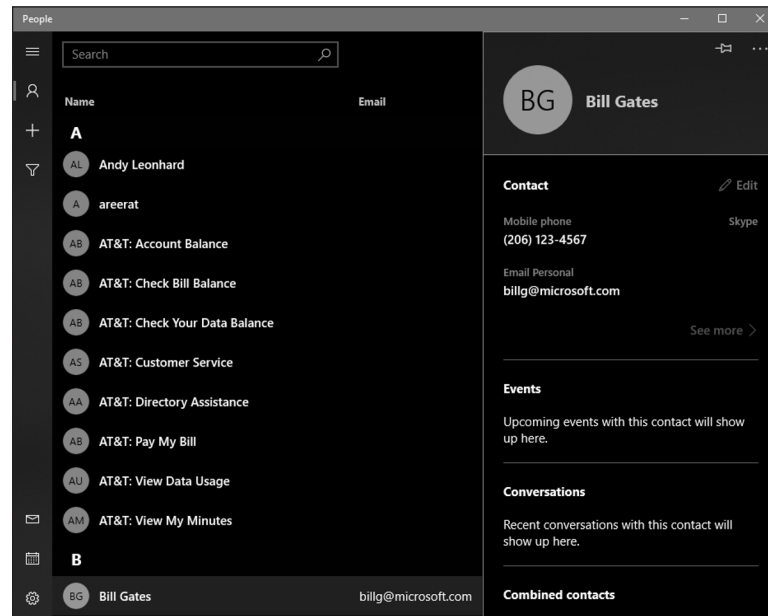 People
Search
Name Email
A
AL Andy Leonhard
A areerat
AB AT&T: Account Balance
AB AT&T: Check Bill Balance
AB AT&T: Check Your Data Balance
AS AT&T: Customer Service
AA AT&T: Directory Assistance
AB AT&T: Pay My Bill
AU AT&T: View Data Usage
AM AT&T: View My Minutes
B
BG Bill Gates billg@microsoft.com
BG Bill Gates
Contact Edit
Mobile phone Skype
(206) 123-4567
Email Personal
billg@microsoft.com
See more
Events
Upcoming events with this contact will show
up here.
Conversations
Recent conversations with this contact will
show up here.
Combined contacts